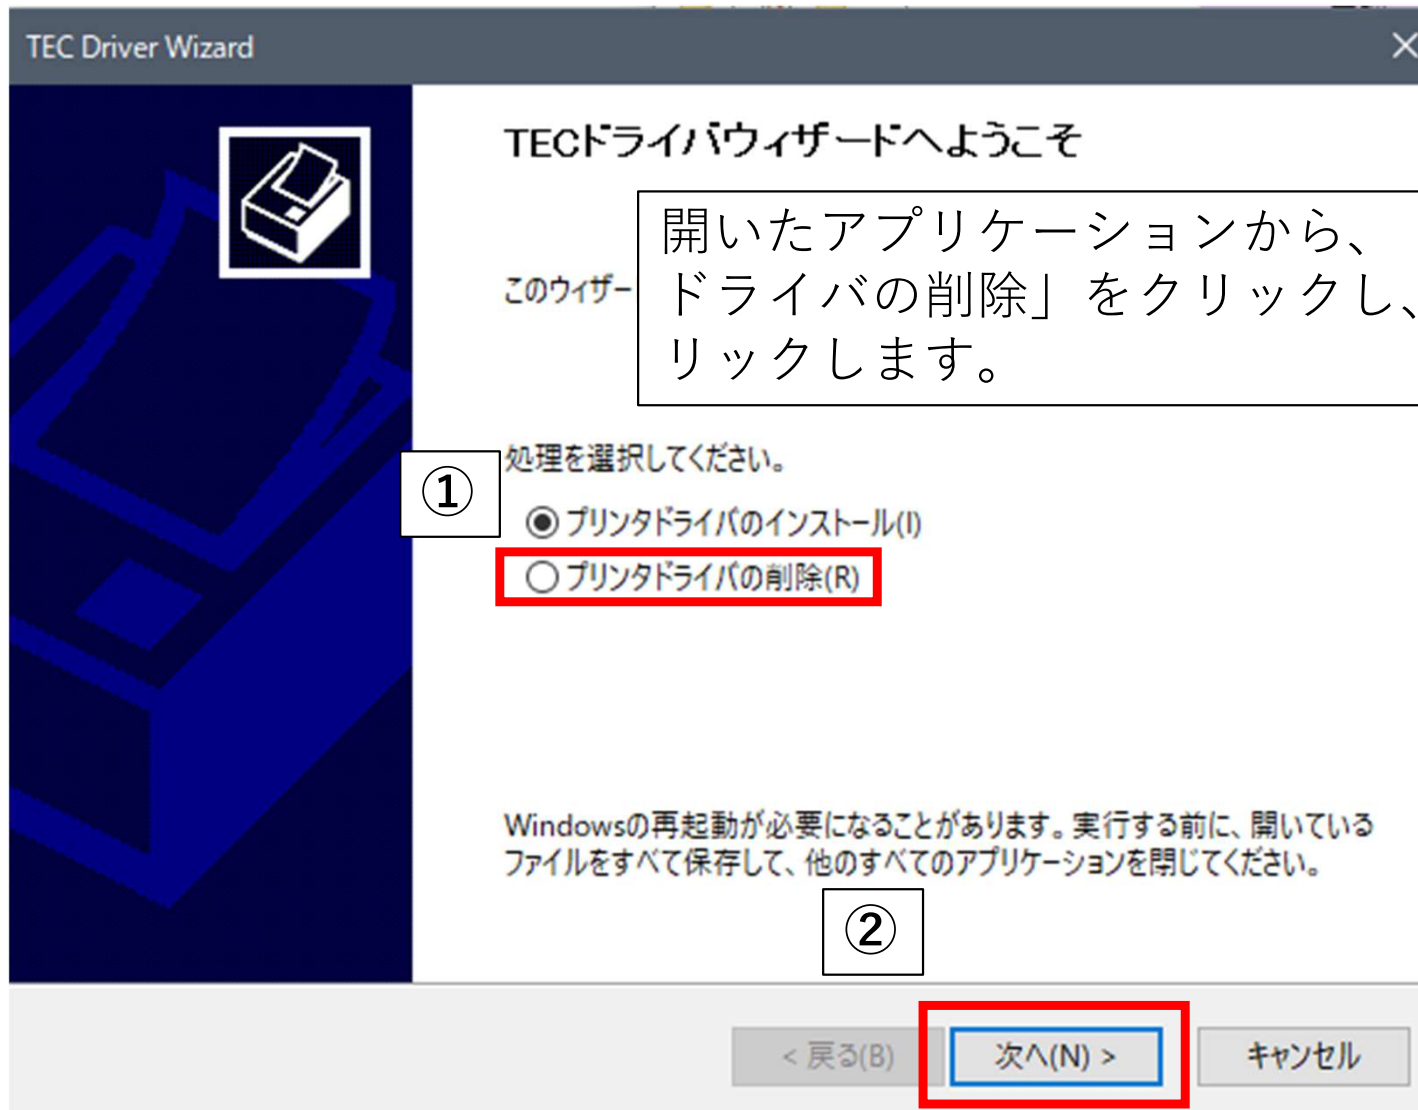 TEC Driver Wizard
TECドライバウィザードへようこそ
開いたアプリケーションから、
このウィザー
ドライバの削除」をクリックし、
リックします。
処理を選択してください。
①
プリンタドライバのインストール(I)
プリンタドライバの削除(R)
Windowsの再起動が必要になることがあります。実行する前に、開いている
ファイルをすべて保存して、他のすべてのアプリケーションを閉じてください。
②
< 戻る(B)
次へ(N) >
キャンセル